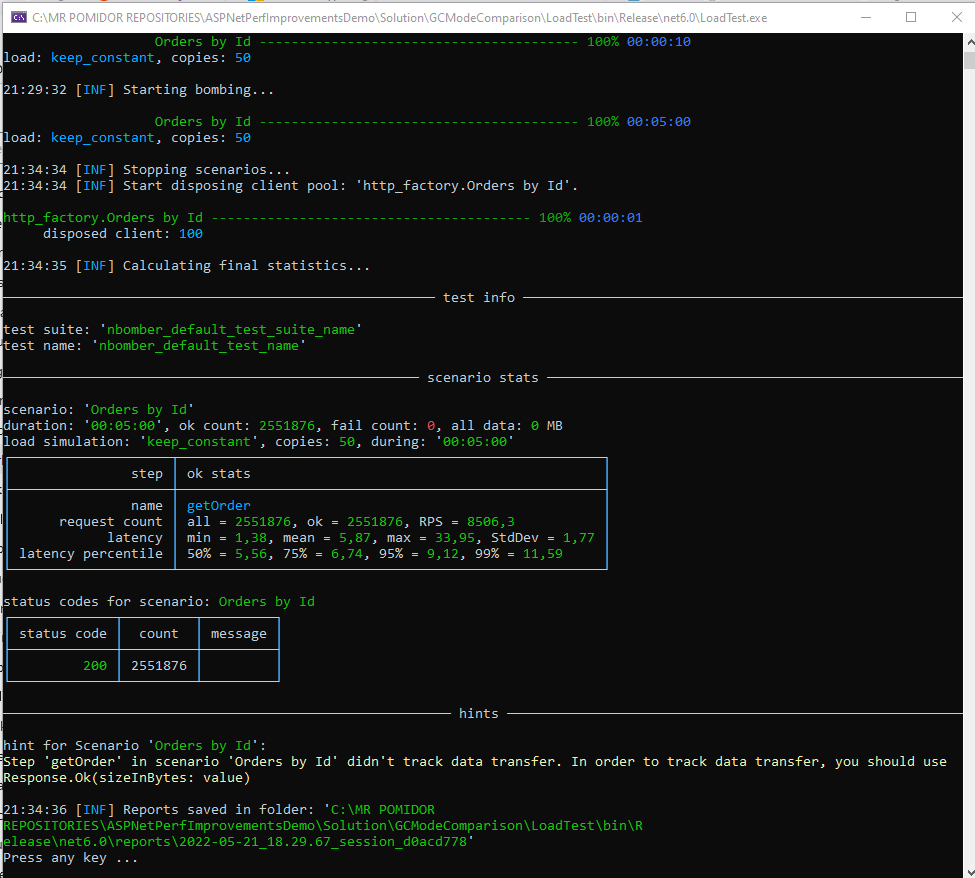 C:\MR POMIDOR REPOSITORIES\ASPNetPerfImprovementsDemo\Solution\GCModeComparison\LoadTest\bin\Release\net6.0\LoadTest.exe
Orders by Id ---------------------------------------- 100% 00:00:10
load: keep_constant, copies: 50
21:29:32 [INF] Starting bombing...
Orders by Id ---------------------------------------- 100% 00:05:00
load: keep_constant, copies: 50
21:34:34 [INF] Stopping scenarios...
21:34:34 [INF] Start disposing client pool: 'http_factory.Orders by Id'.
http_factory.Orders by Id ---------------------------------------- 100% 00:00:01
disposed client: 100
21:34:35 [INF] Calculating final statistics...
test info
test suite: 'nbomber_default_test_suite_name'
test name: 'nbomber_default_test_name'
scenario stats
scenario: 'Orders by Id'
duration: '00:05:00', ok count: 2551876, fail count: 0, all data: 0 MB
load simulation: 'keep_constant', copies: 50, during: '00:05:00'
step ok stats
name getOrder
request count all = 2551876, ok = 2551876, RPS = 8506,3
latency min = 1,38, mean = 5,87, max = 33,95, StdDev = 1,77
latency percentile 50% = 5,56, 75% = 6,74, 95% = 9,12, 99% = 11,59
status codes for scenario: Orders by Id
status code count message
200 2551876
hints
hint for Scenario 'Orders by Id':
Step 'getOrder' in scenario 'Orders by Id' didn't track data transfer. In order to track data transfer, you should use
Response.Ok(sizeInBytes: value)
21:34:36 [INF] Reports saved in folder: 'C:\MR POMIDOR
REPOSITORIES\ASPNetPerfImprovementsDemo\Solution\GCModeComparison\LoadTest\bin\R
elease\net6.0\reports\2022-05-21_18.29.67_session_d0acd778'
Press any key ...